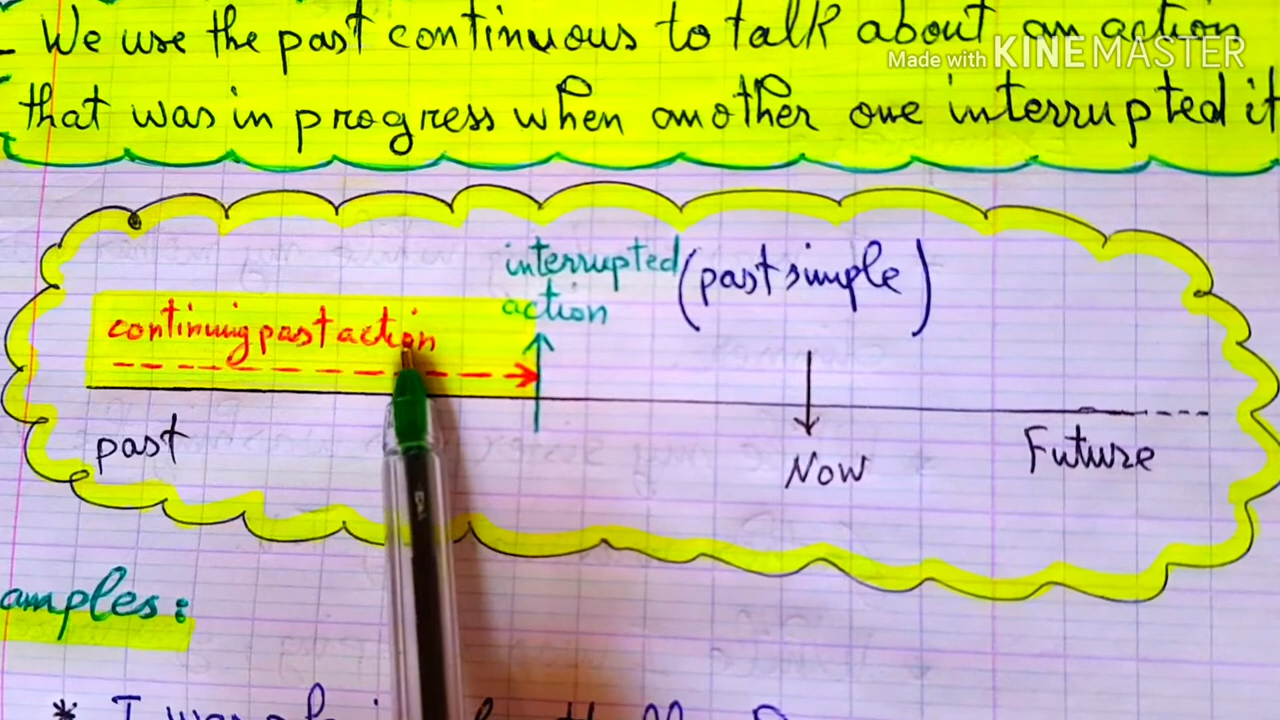 - We use the past continuous to talk about an action
Made with KINEMASTER
that was in progress when another one interrupted it
interrupted (past simple)
action
continuing past action
past
Now
Future
amples:
* I was